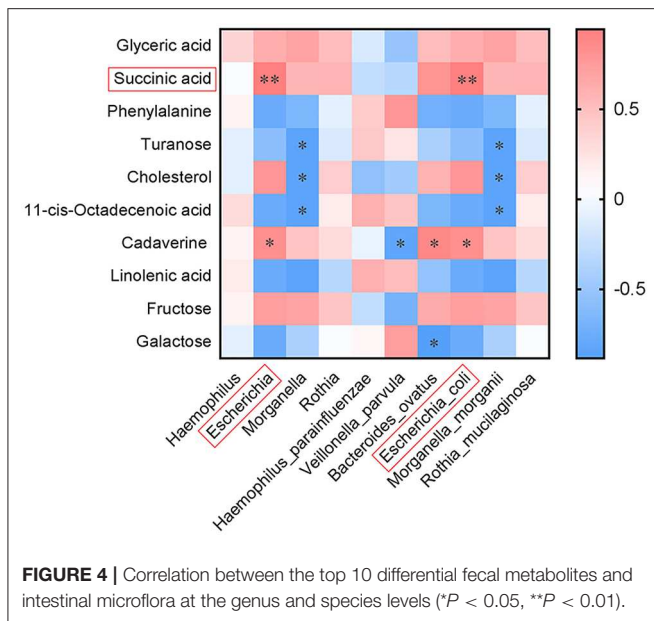 Glyceric acid
Succinic acid
** **
Phenylalanine
Turanose
* *
Cholesterol
* *
11-cis-Octadecenoic acid
* *
Cadaverine
* * * *
Linolenic acid
Fructose
Galactose
*
0.5
0
-0.5
Haemophilus
Escherichia
Morganella
Rothia
Haemophilus_parainfluenzae
Veillonella_parvula
Bacteroides_ovatus
Escherichia_coli
Morganella_morganii
Rothia_mucilaginosa
FIGURE 4 | Correlation between the top 10 differential fecal metabolites and
intestinal microflora at the genus and species levels (*P < 0.05, **P < 0.01).